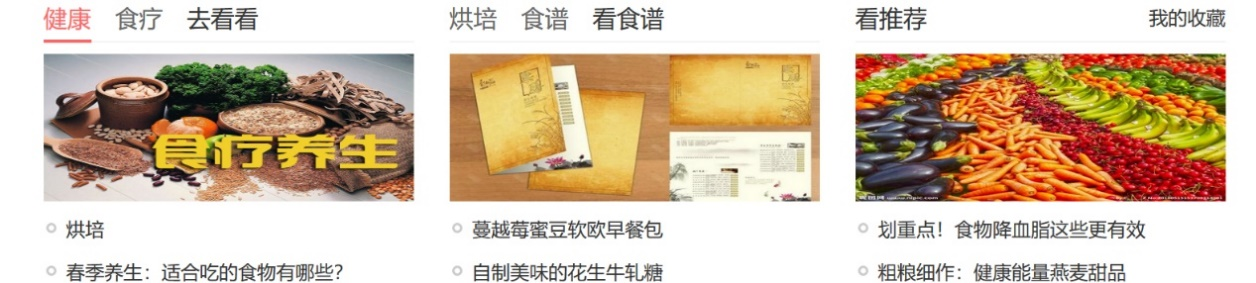 健康 食疗 去看看
食疗养生
烘培
春季养生：适合吃的食物有哪些？
烘培 食谱 看食谱
蔓越莓蜜豆软欧早餐包
自制美味的花生牛轧糖
看推荐 我的收藏
划重点！食物降血脂这些更有效
粗粮细作：健康能量燕麦甜品